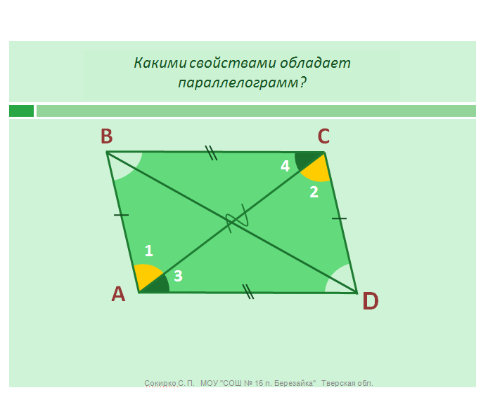 Какими свойствами обладает
параллелограмм?
B
C
4
2
1
3
A
D
Сокирко С. П. МОУ "СОШ № 15 п. Березайка" Тверская обл.